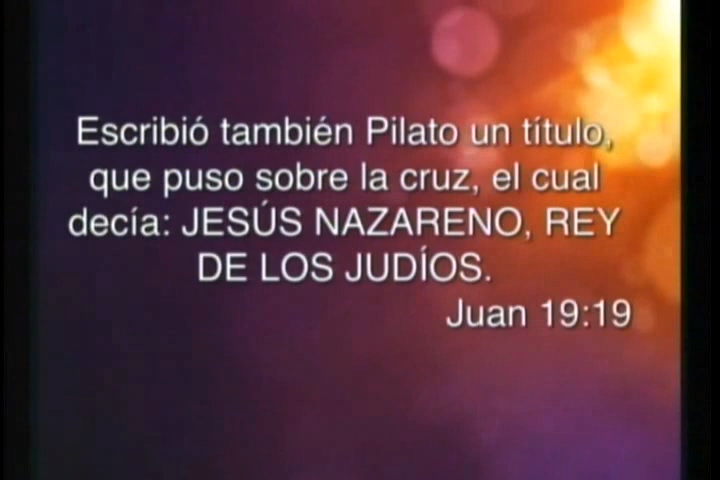 Escribió también Pilato un título,
que puso sobre la cruz, el cual
decía: JESÚS NAZARENO, REY
DE LOS JUDÍOS.
Juan 19:19